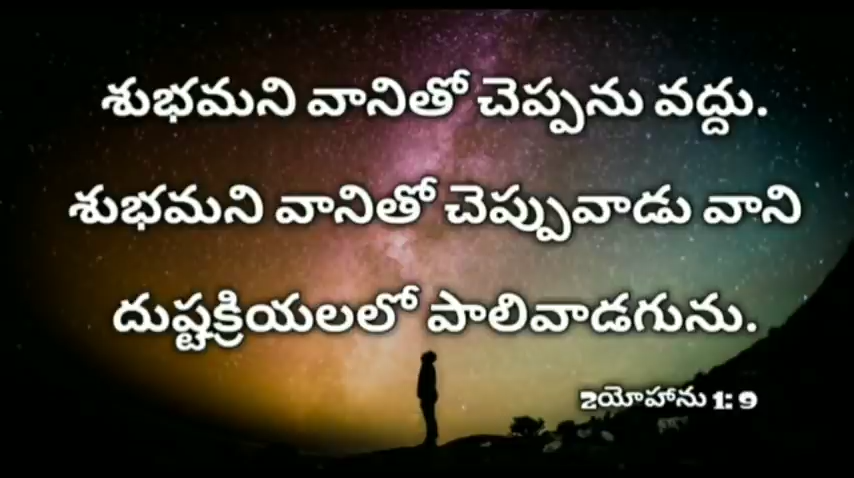 శుభమని వానితో చెప్పను వద్దు.
శుభమని వానితో చెప్పువాడు వాని
దుష్టక్రియలలో పాలివాడగును.
2యోహాను 1: 9